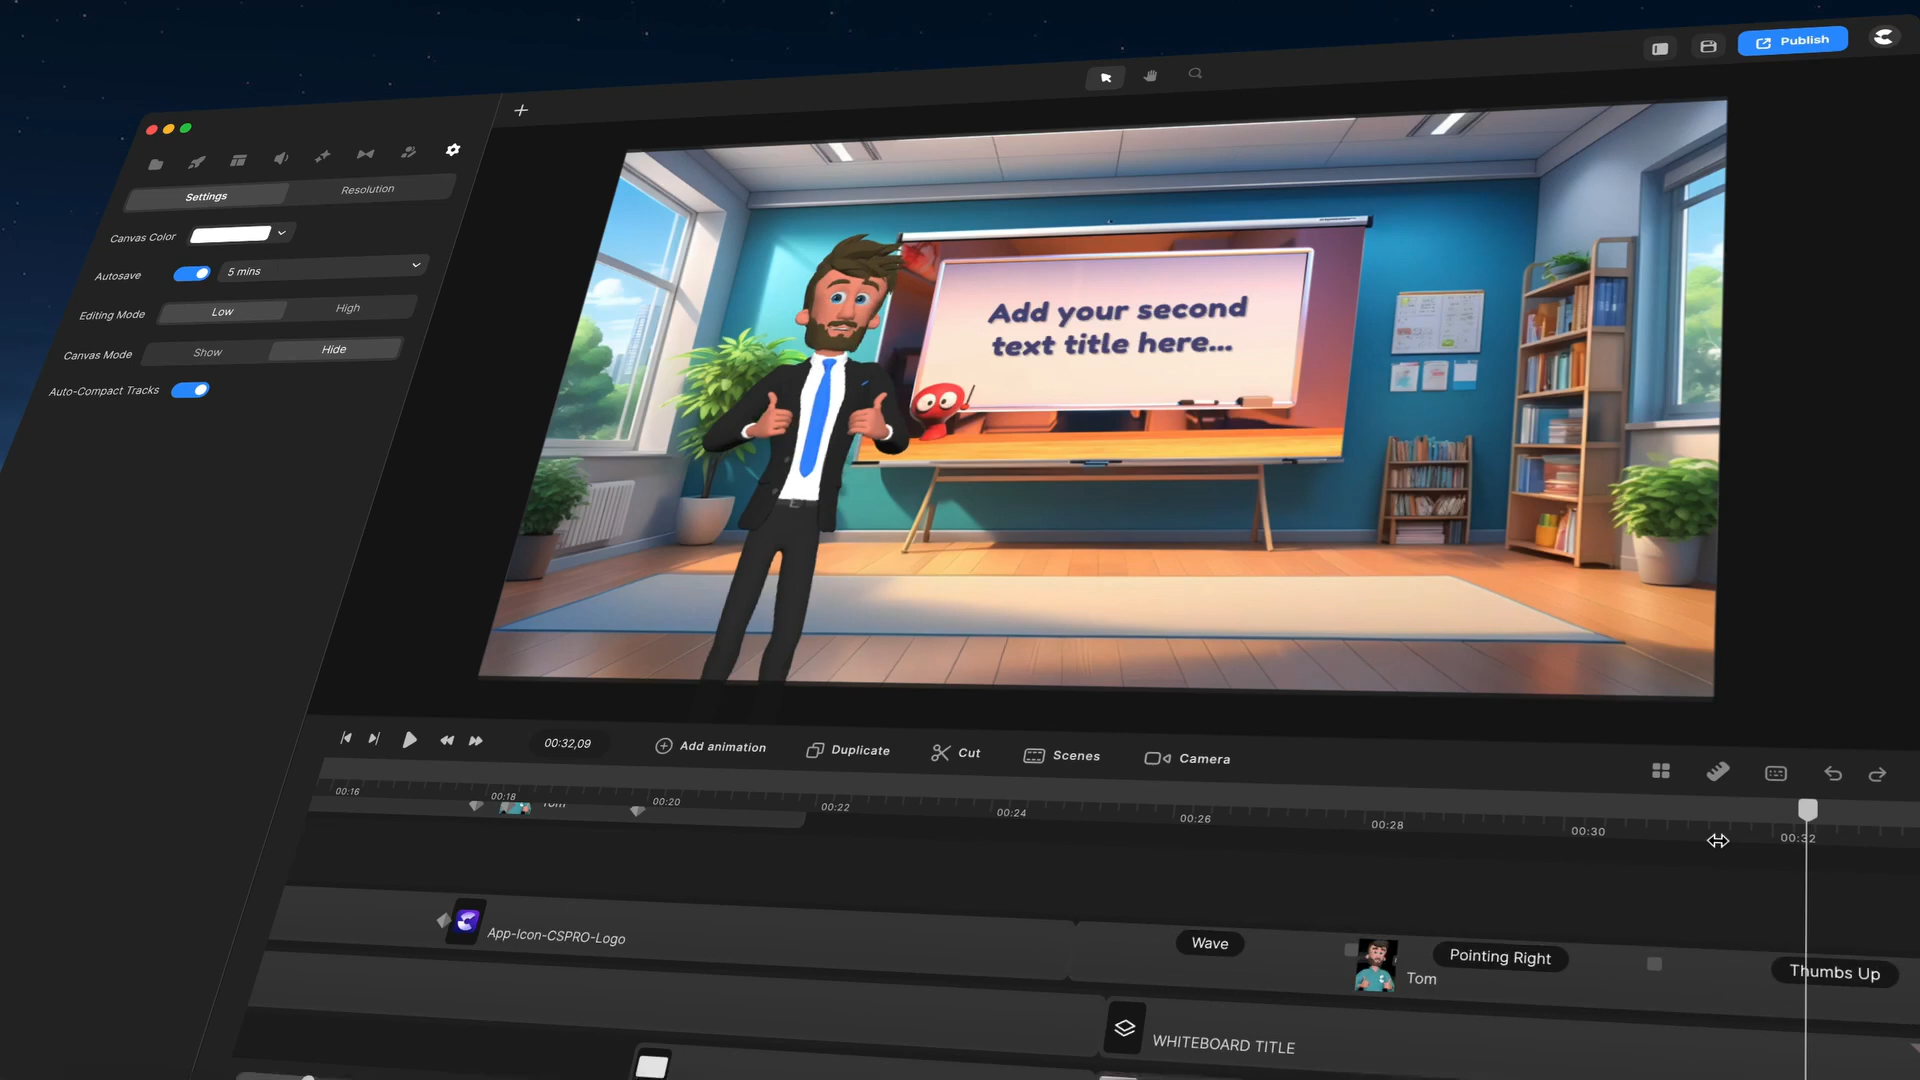 Publish
Settings
Resolution
Canvas Color
Autosave
5 mins
Editing Mode
Low
High
Canvas Mode
Show
Hide
Auto-Compact Tracks
Add your second
text title here...
00:32,09
Add animation
Duplicate
Cut
Scenes
Camera
00:16
00:18
00:20
00:22
00:24
00:26
00:28
00:30
00:32
Tom
App-Icon-CSPRO-Logo
Wave
Tom
Pointing Right
Thumbs Up
WHITEBOARD TITLE